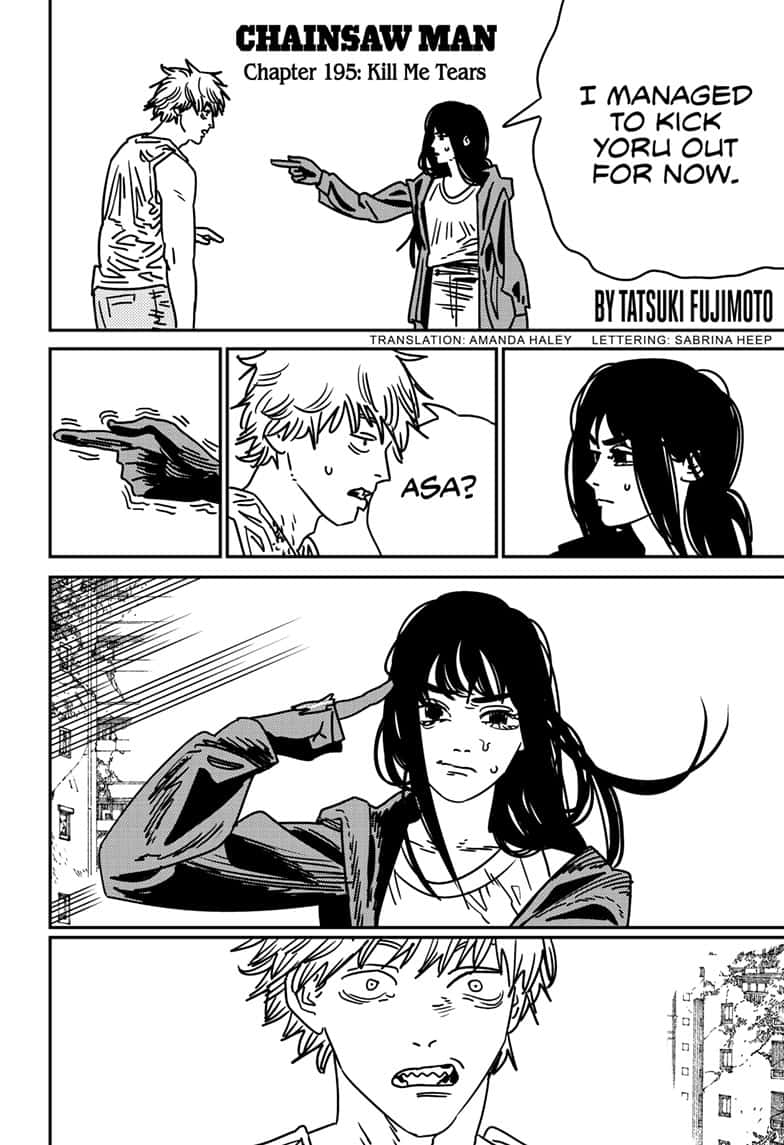 CHAINSAW MAN
Chapter 195: Kill Me Tears
I MANAGED
TO KICK
YORU OUT
FOR NOW.
BY TATSUKI FUJIMOTO
TRANSLATION: AMANDA HALEY LETTERING: SABRINA HEEP
ASA?